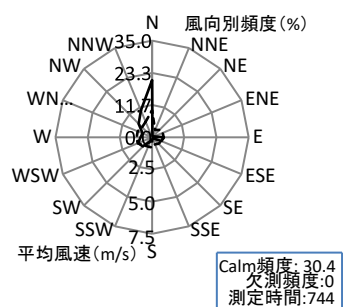 N
風向別頻度(%)
35.0
NNW
NNE
NW
NE
23.3
WN...
ENE
11.7
W
0.0
E
WSW
ESE
2.5
SW
SE
5.0
SSW
SSE
平均風速(m/s)
7.5
S
Calm頻度: 30.4
欠測頻度:0
測定時間:744